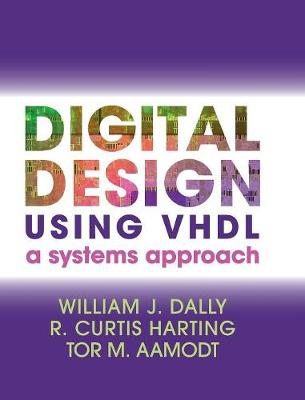 DIGITAL
DESIGN
USING VHDL
a systems approach
WILLIAM J. DALLY
R. CURTIS HARTING
TOR M. AAMODT